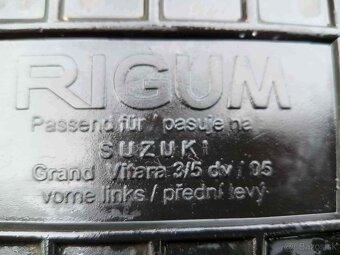 RIGUM
Passend für / pasuje na
SUZUKI
Grand Vitara 3/5 dv / 05
vorne links / přední levý